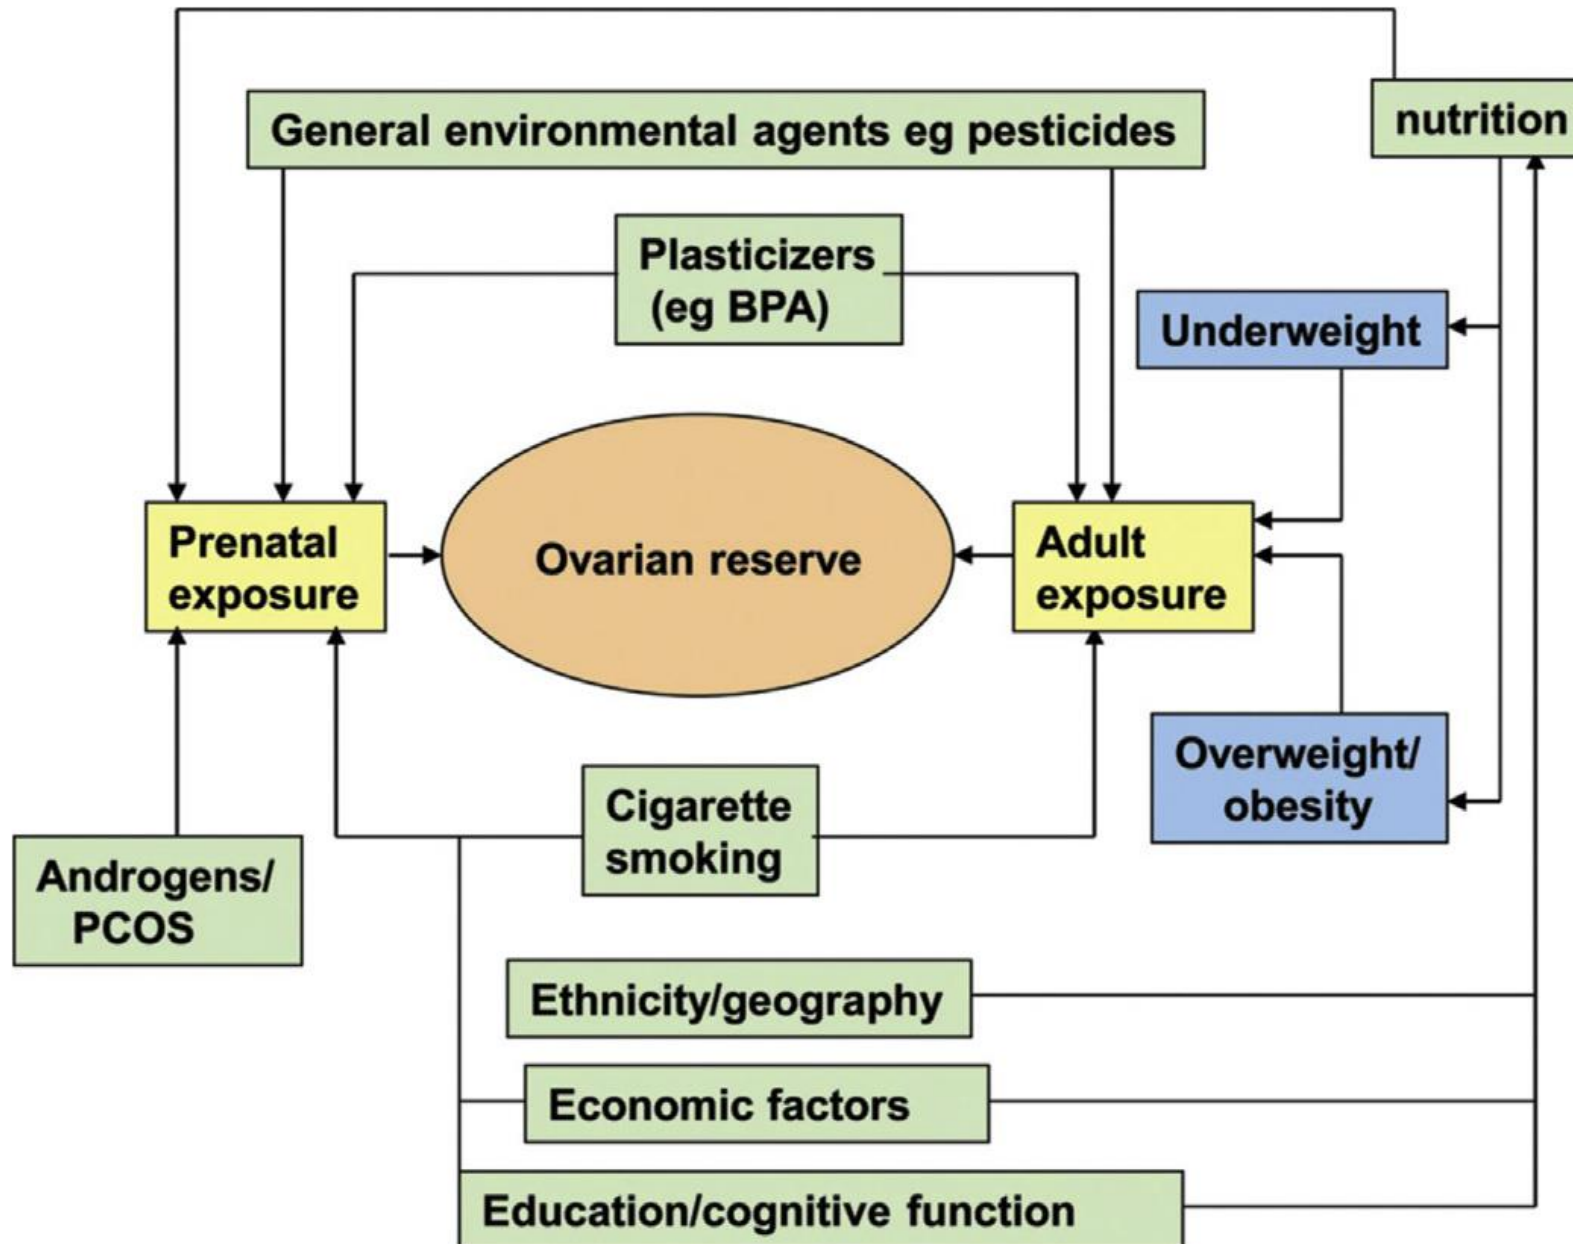 nutrition
General environmental agents eg pesticides
Plasticizers
(eg BPA)
Underweight
Prenatal
exposure
Ovarian reserve
Adult
exposure
Overweight/
obesity
Cigarette
smoking
Androgens/
PCOS
Ethnicity/geography
Economic factors
Education/cognitive function